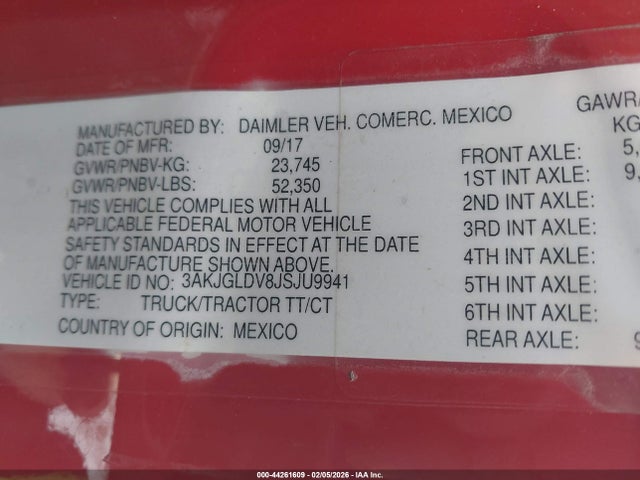 MANUFACTURED BY: DAIMLER VEH. COMERC. MEXICO
DATE OF MFR: 09/17
GVWR/PNBV-KG: 23,745
GVWR/PNBV-LBS: 52,350
THIS VEHICLE COMPLIES WITH ALL
APPLICABLE FEDERAL MOTOR VEHICLE
SAFETY STANDARDS IN EFFECT AT THE DATE
OF MANUFACTURE SHOWN ABOVE.
VEHICLE ID NO: 3AKJGLDV8JSJU9941
TYPE: TRUCK/TRACTOR TT/CT
COUNTRY OF ORIGIN: MEXICO
GAWR/
KG
FRONT AXLE: 5,
1ST INT AXLE: 9,
2ND INT AXLE:
3RD INT AXLE:
4TH INT AXLE:
5TH INT AXLE:
6TH INT AXLE:
REAR AXLE: 9
000-44261609 | 02/05/2026 - IAA Inc.